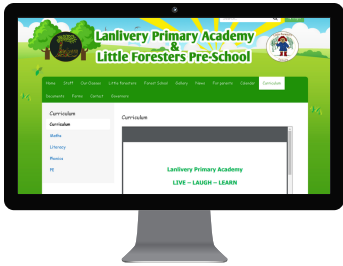 Lanlivery Primary Academy
&
Little Foresters Pre-School
Home Staff Our Classes Little Foresters Forest School Gallery News For parents Calendar Curriculum
Documents Forms Contact Governors
Curriculum
Curriculum
Maths
Literacy
Phonics
PE
Curriculum
Lanlivery Primary Academy
LIVE – LAUGH – LEARN